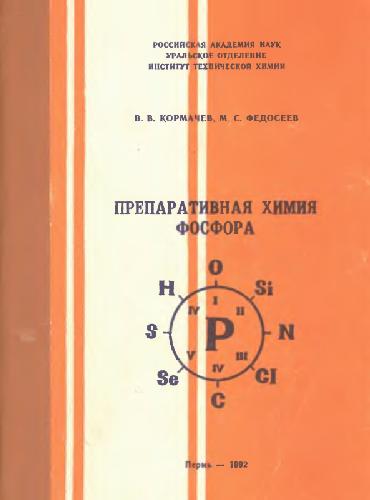 РОССИЙСКАЯ АКАДЕМИЯ НАУК
УРАЛЬСКОЕ ОТДЕЛЕНИЕ
ИНСТИТУТ ТЕХНИЧЕСКОЙ ХИМИИ
В. В. КОРМАЧЕВ, М. С. ФЕДОСЕЕВ
ПРЕПАРАТИВНАЯ ХИМИЯ
ФОСФОРА
O
H Si
I
IV II
S P N
V III
IV
Se Cl
C
Пермь — 1992